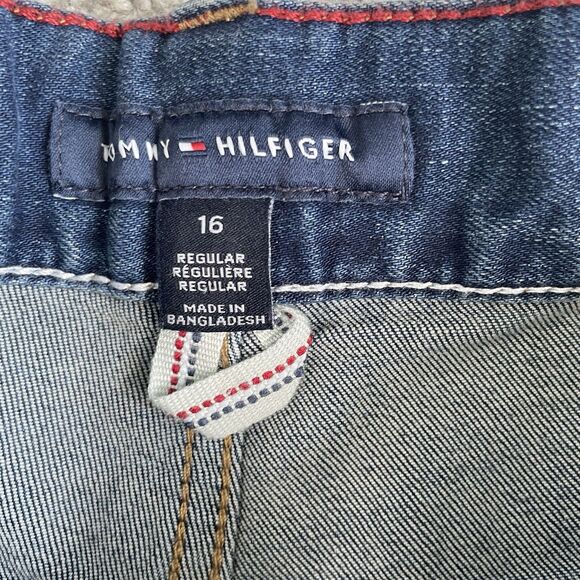 TOMMY HILFIGER
16
REGULAR
RÉGULIÈRE
REGULAR
MADE IN
BANGLADESH